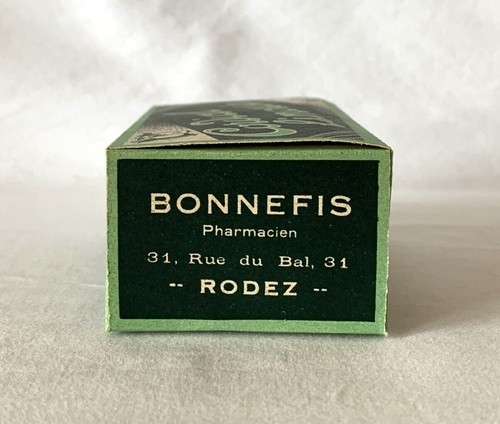 BONNEFIS
Pharmacien
31, Rue du Bal, 31
-- RODEZ --